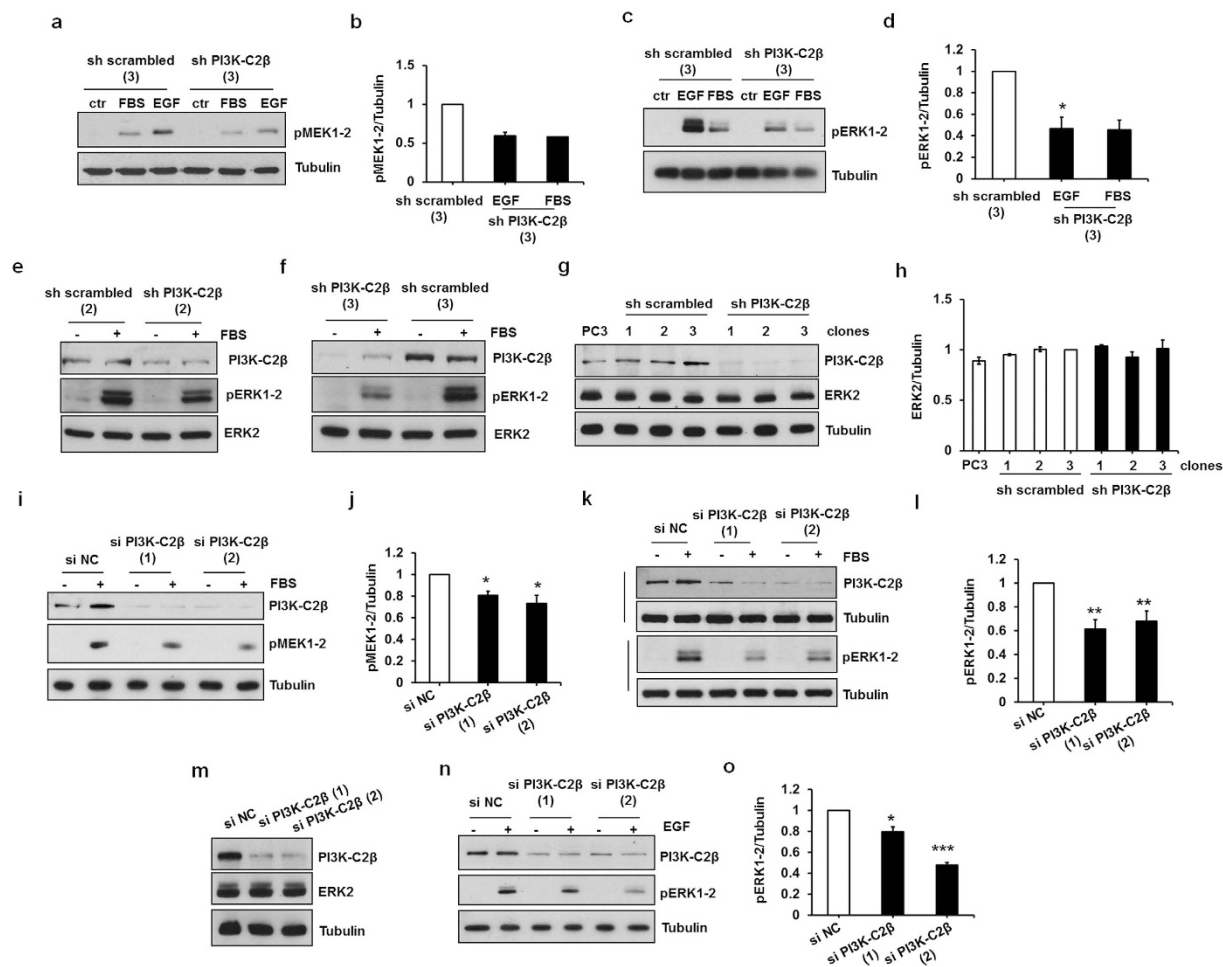 a
sh scrambled
(3)
sh PI3K-C2β
(3)
ctr FBS EGF ctr FBS EGF
pMEK1-2
Tubulin
b
pMEK1-2/Tubulin
1.5
1
0.5
0
sh scrambled
(3)
EGF FBS
sh PI3K-C2β
(3)
c
sh scrambled
(3)
sh PI3K-C2β
(3)
ctr EGF FBS ctr EGF FBS
pERK1-2
Tubulin
d
pERK1-2/Tubulin
1.2
1
0.8
0.6
0.4
0.2
0
*
sh scrambled
(3)
EGF FBS
sh PI3K-C2β
(3)
e
sh scrambled
(2)
sh PI3K-C2β
(2)
- + - + FBS
PI3K-C2β
pERK1-2
ERK2
f
sh PI3K-C2β
(3)
sh scrambled
(3)
- + - + FBS
PI3K-C2β
pERK1-2
ERK2
g
sh scrambled sh PI3K-C2β
PC3 1 2 3 1 2 3 clones
PI3K-C2β
ERK2
Tubulin
h
ERK2/Tubulin
1.5
1
0.5
0
PC3 1 2 3 1 2 3 clones
sh scrambled sh PI3K-C2β
i
si NC
si PI3K-C2β
(1)
si PI3K-C2β
(2)
- + - + - + FBS
PI3K-C2β
pMEK1-2
Tubulin
j
pMEK1-2/Tubulin
1.2
1
0.8
0.6
0.4
0.2
0
* *
si NC
si PI3K-C2β
(1)
si PI3K-C2β
(2)
k
si NC
si PI3K-C2β
(1)
si PI3K-C2β
(2)
- + - + - + FBS
PI3K-C2β
Tubulin
pERK1-2
Tubulin
l
pERK1-2/Tubulin
1.2
1
0.8
0.6
0.4
0.2
0
** **
si NC
si PI3K-C2β
(1)
si PI3K-C2β
(2)
m
si NC
si PI3K-C2β (1)
si PI3K-C2β (2)
PI3K-C2β
ERK2
Tubulin
n
si NC
si PI3K-C2β
(1)
si PI3K-C2β
(2)
- + - + - + EGF
PI3K-C2β
pERK1-2
Tubulin
o
pERK1-2/Tubulin
1.2
1
0.8
0.6
0.4
0.2
0
* ***
si NC
si PI3K-C2β
(1)
si PI3K-C2β
(2)